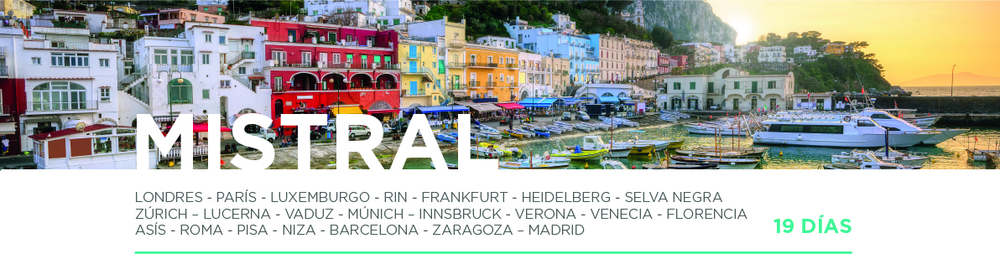 MISTRAL
LONDRES - PARÍS - LUXEMBURGO - RIN - FRANKFURT - HEIDELBERG - SELVA NEGRA
ZÚRICH – LUCERNA - VADUZ - MÚNICH – INNSBRUCK - VERONA - VENECIA - FLORENCIA
ASÍS - ROMA - PISA - NIZA - BARCELONA - ZARAGOZA – MADRID
19 DÍAS